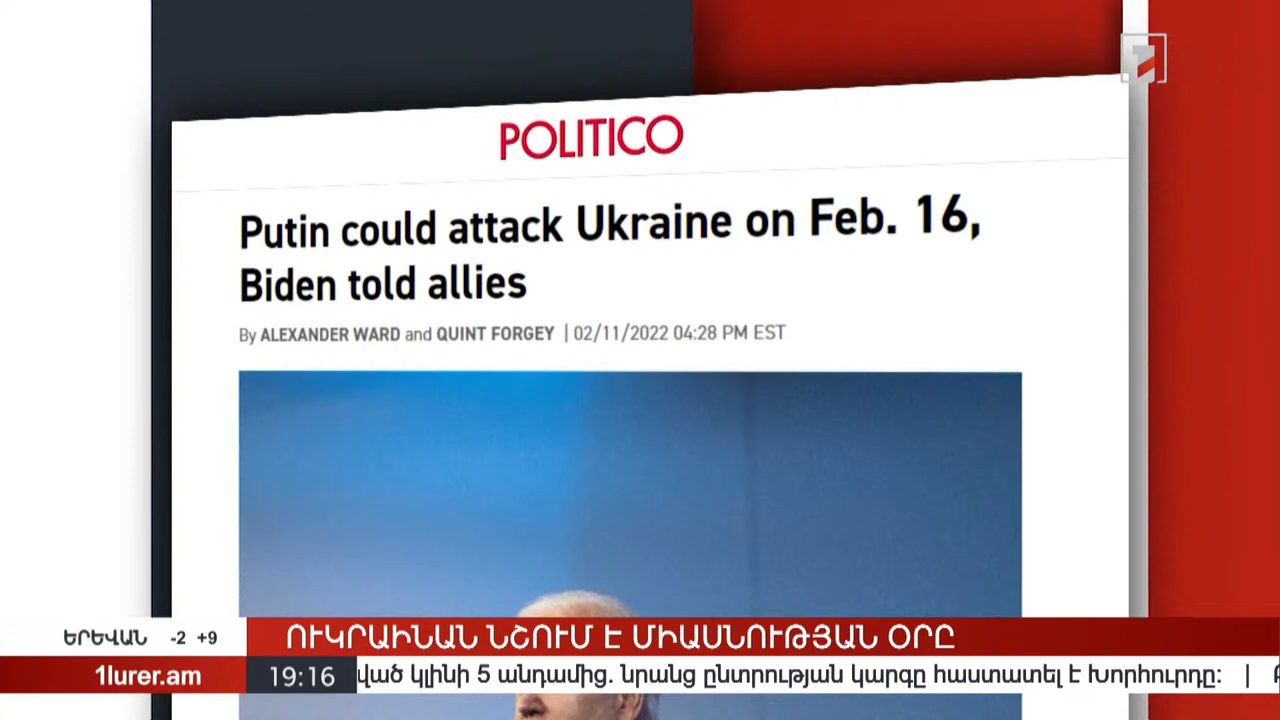 POLITICO
Putin could attack Ukraine on Feb. 16,
Biden told allies
By ALEXANDER WARD and QUINT FORGEY | 02/11/2022 04:28 PM EST
ԵՐԵՎԱՆ -2 +9
ՈՒԿՐԱԻՆԱՆ ՆՇՈՒՄ Է ՄԻԱՍՆՈՒԹՅԱՆ ՕՐԸ
1lurer.am
19:16
ված կլինի 5 անդամից. նրանց ընտրության կարգը հաստատել է Խորհուրդը: |